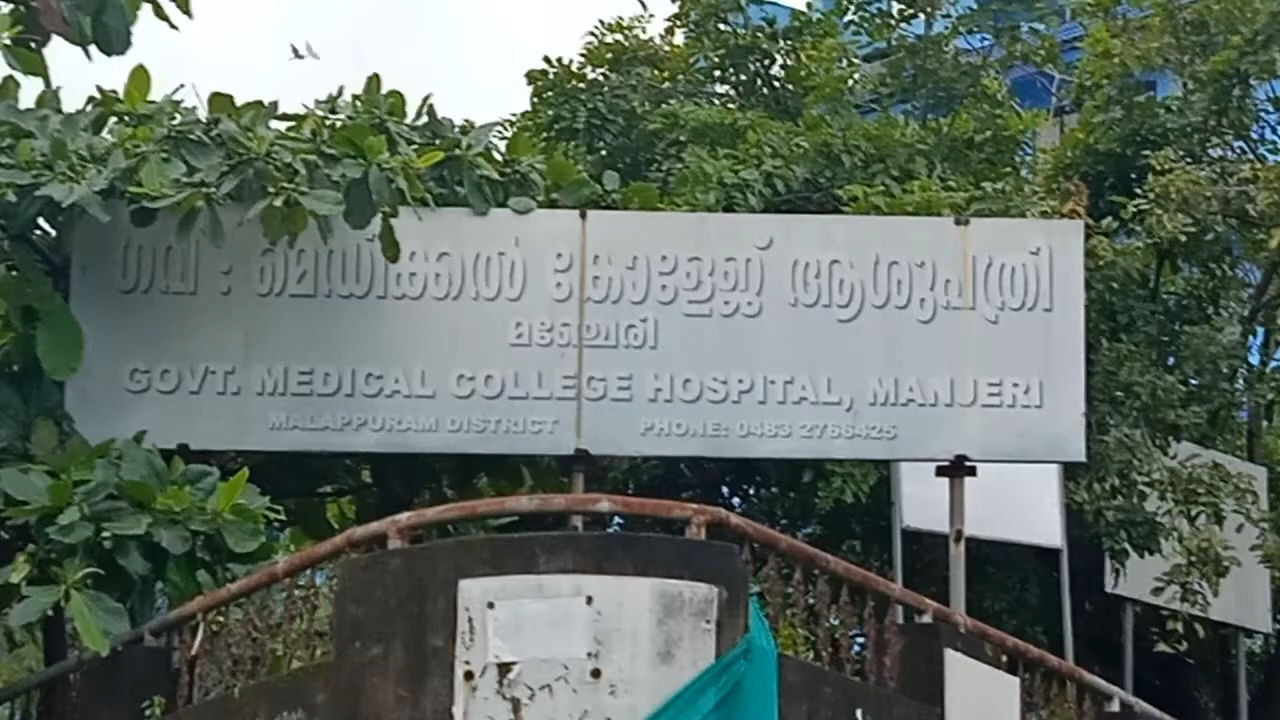 ഗവ : മെഡിക്കൽ കോളേജ് ആശുപത്രി
മഞ്ചേരി
GOVT. MEDICAL COLLEGE HOSPITAL, MANJERI
MALAPPURAM DISTRICT PHONE: 0483 2766425